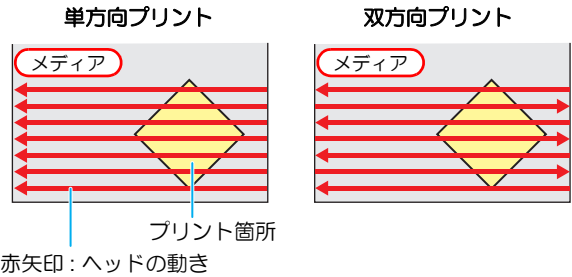 単方向プリント
双方向プリント
メディア
メディア
プリント箇所
赤矢印 : ヘッドの動き